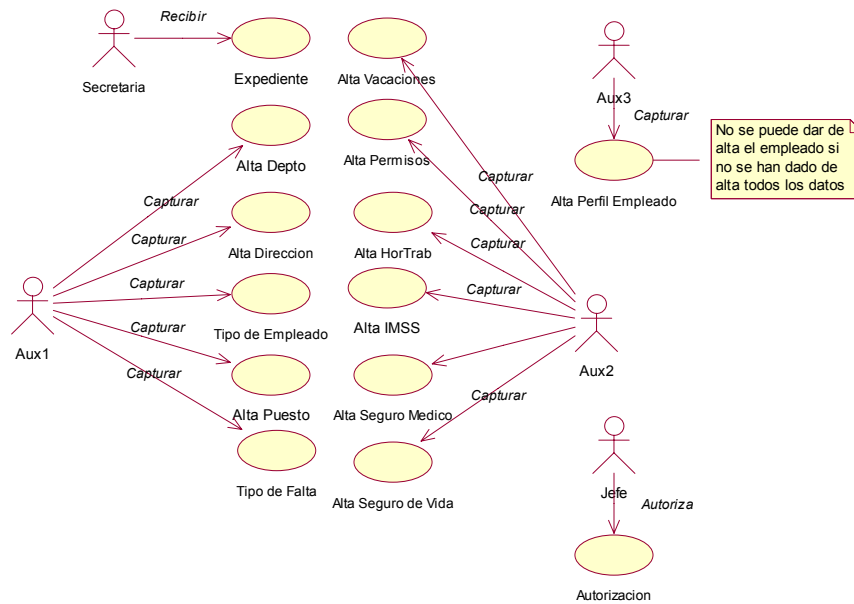 Recibir
Secretaria
Expediente
Alta Vacaciones
Aux3
Capturar
No se puede dar de
alta el empleado si
no se han dado de
alta todos los datos
Alta Perfil Empleado
Alta Depto
Alta Permisos
Capturar
Capturar
Capturar
Capturar
Alta Direccion
Alta HorTrab
Capturar
Capturar
Capturar
Tipo de Empleado
Alta IMSS
Aux1
Aux2
Capturar
Capturar
Alta Puesto
Alta Seguro Medico
Capturar
Tipo de Falta
Alta Seguro de Vida
Jefe
Autoriza
Autorizacion